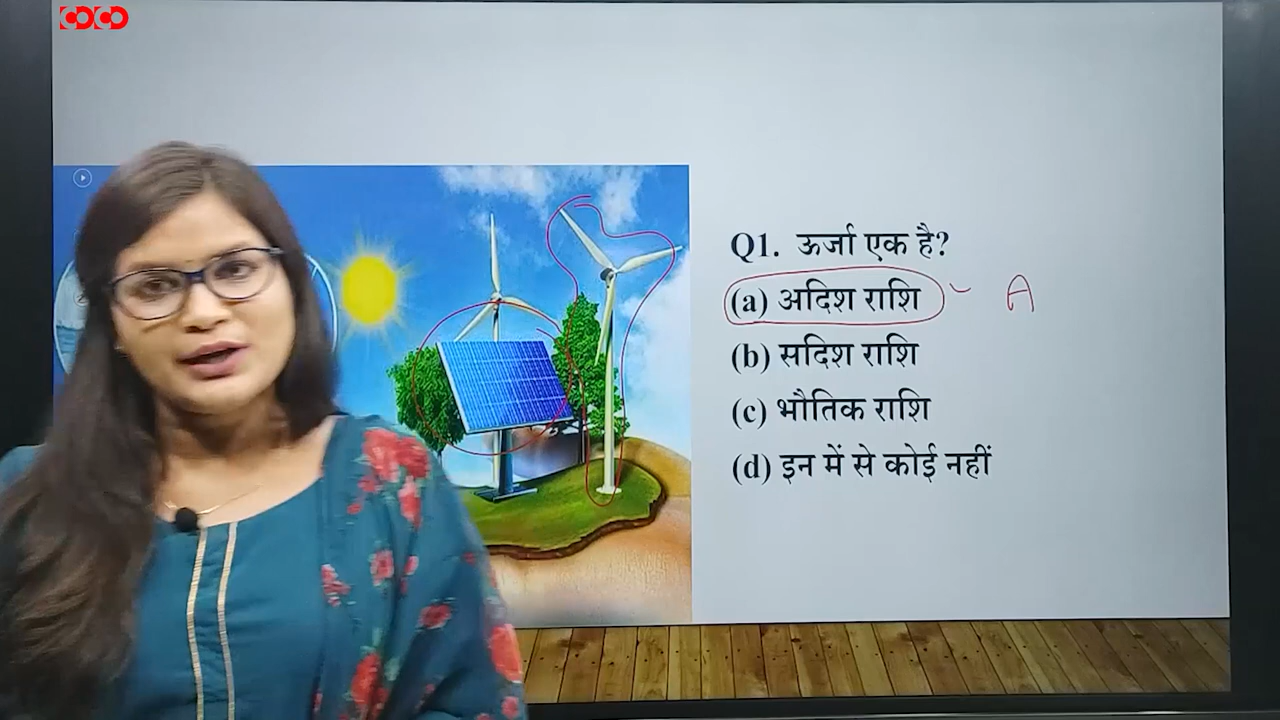 Q1. ऊर्जा एक है?
(a) अदिश राशि
A
(b) सदिश राशि
(c) भौतिक राशि
(d) इन में से कोई नहीं